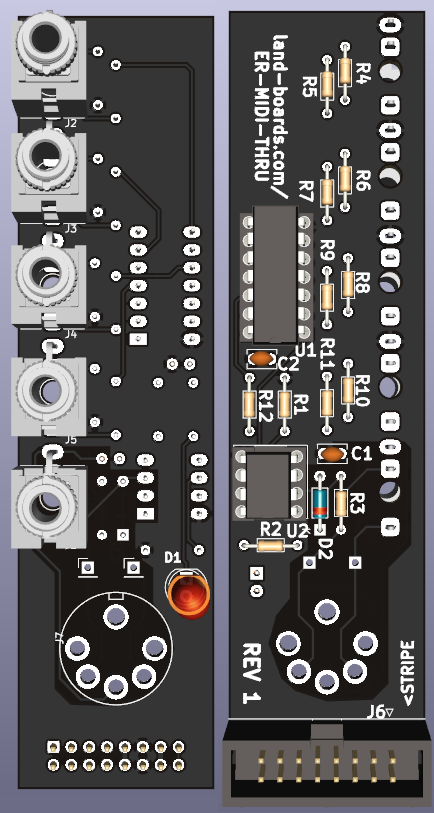 J2
J3
J4
J5
D1
J7
land-boards.com/
ER-MIDI-THRU
R4
R5
R6
R7
R9
R8
U1
C2
R11
R10
R12
R1
C1
R3
R2
U2
D2
REV 1
<STRIPE
J6